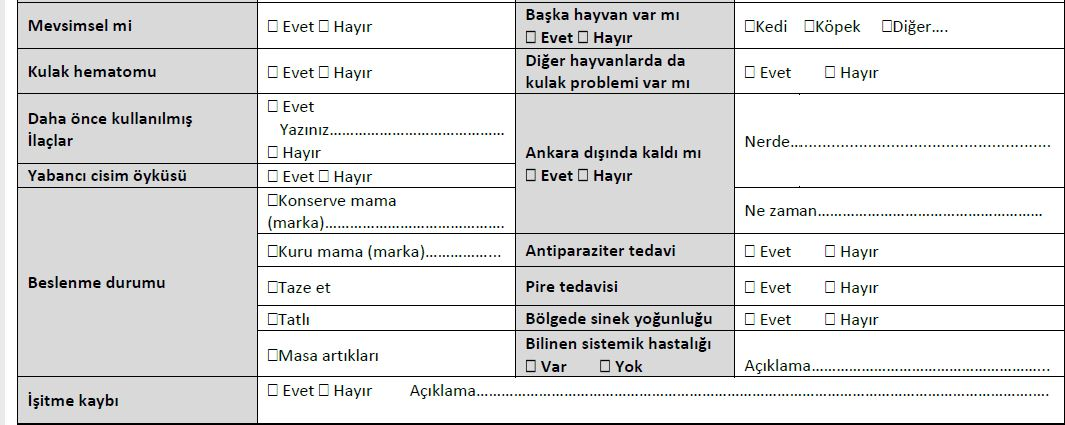 Mevsimsel mi
☐ Evet ☐ Hayır
Başka hayvan var mı
☐ Evet ☐ Hayır
☐Kedi ☐Köpek ☐Diğer….
Kulak hematomu
☐ Evet ☐ Hayır
Diğer hayvanlarda da
kulak problemi var mı
☐ Evet ☐ Hayır
Daha önce kullanılmış
İlaçlar
☐ Evet
Yazınız……………………………………
☐ Hayır
Ankara dışında kaldı mı
☐ Evet ☐ Hayır
Nerde…......................................................
Yabancı cisim öyküsü
☐ Evet ☐ Hayır
Ne zaman………………………………………………
Beslenme durumu
☐Konserve mama
(marka)…………………………………….
☐Kuru mama (marka)……………...
Antiparaziter tedavi
☐ Evet ☐ Hayır
☐Taze et
Pire tedavisi
☐ Evet ☐ Hayır
☐Tatlı
Bölgede sinek yoğunluğu
☐ Evet ☐ Hayır
☐Masa artıkları
Bilinen sistemik hastalığı
☐ Var ☐ Yok
Açıklama………………………………………………...
İşitme kaybı
☐ Evet ☐ Hayır Açıklama……………………………………………………………………………………………………………………..….